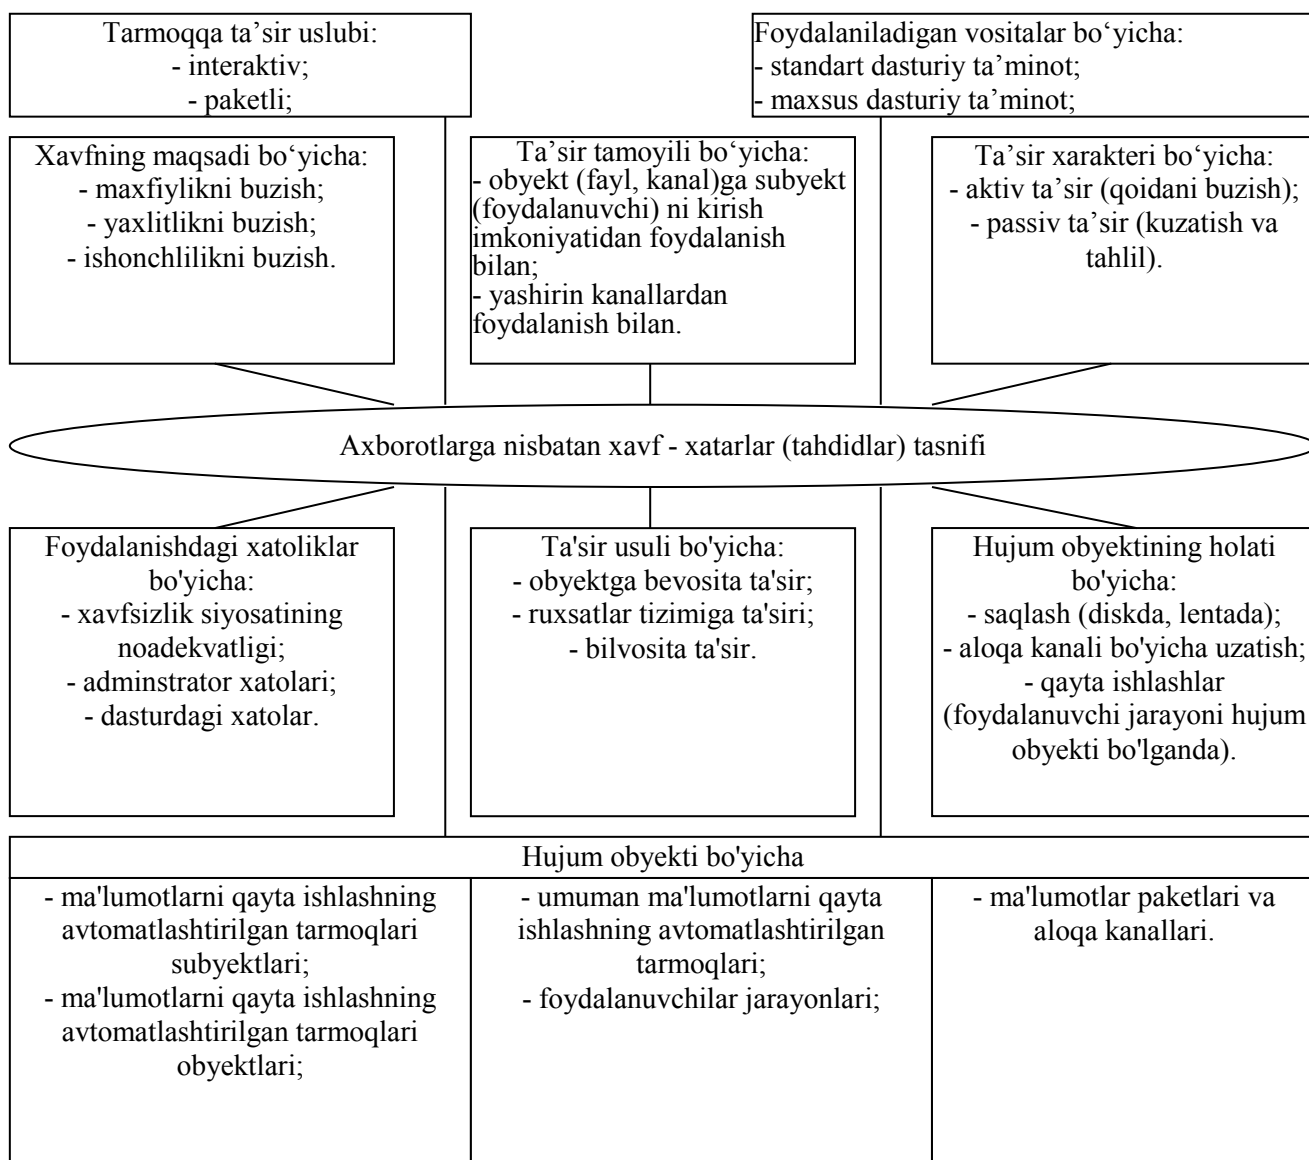 Tarmoqqa ta’sir uslubi:
- interaktiv;
- paketli;
Foydalaniladigan vositalar bo‘yicha:
- standart dasturiy ta’minot;
- maxsus dasturiy ta’minot;
Xavfning maqsadi bo‘yicha:
- maxfiylikni buzish;
- yaxlitlikni buzish;
- ishonchlilikni buzish.
Ta’sir tamoyili bo‘yicha:
- obyekt (fayl, kanal)ga subyekt
(foydalanuvchi) ni kirish
imkoniyatidan foydalanish
bilan;
- yashirin kanallardan
foydalanish bilan.
Ta’sir xarakteri bo‘yicha:
- aktiv ta’sir (qoidani buzish);
- passiv ta’sir (kuzatish va
tahlil).
Axborotlarga nisbatan xavf - xatarlar (tahdidlar) tasnifi
Foydalanishdagi xatoliklar
bo'yicha:
- xavfsizlik siyosatining
noadekvatligi;
- adminstrator xatolari;
- dasturdagi xatolar.
Ta'sir usuli bo'yicha:
- obyektga bevosita ta'sir;
- ruxsatlar tizimiga ta'siri;
- bilvosita ta'sir.
Hujum obyektining holati
bo'yicha:
- saqlash (diskda, lentada);
- aloqa kanali bo'yicha uzatish;
- qayta ishlashlar
(foydalanuvchi jarayoni hujum
obyekti bo'lganda).
Hujum obyekti bo'yicha
- ma'lumotlarni qayta ishlashning
avtomatlashtirilgan tarmoqlari
subyektlari;
- ma'lumotlarni qayta ishlashning
avtomatlashtirilgan tarmoqlari
obyektlari;
- umuman ma'lumotlarni qayta
ishlashning avtomatlashtirilgan
tarmoqlari;
- foydalanuvchilar jarayonlari;
- ma'lumotlar paketlari va
aloqa kanallari.